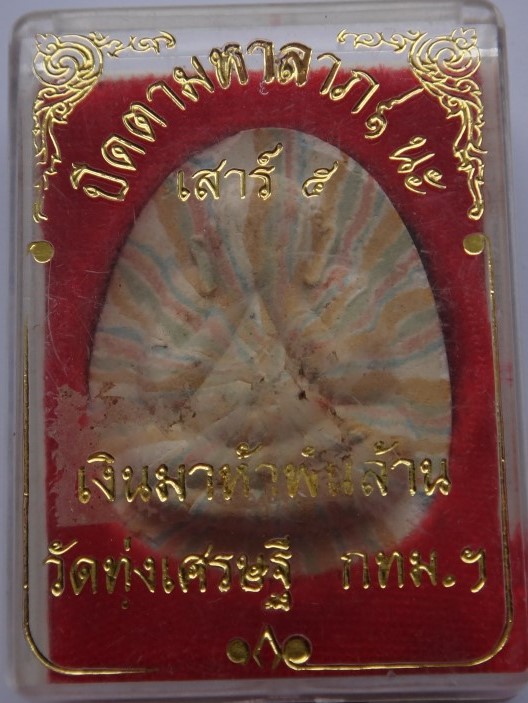 ปิดตามหาลาภ ๙ นะ
เสาร์ ๕
เงินมาห้าพันล้าน
วัดทุ่งเศรษฐี กทม.ฯ